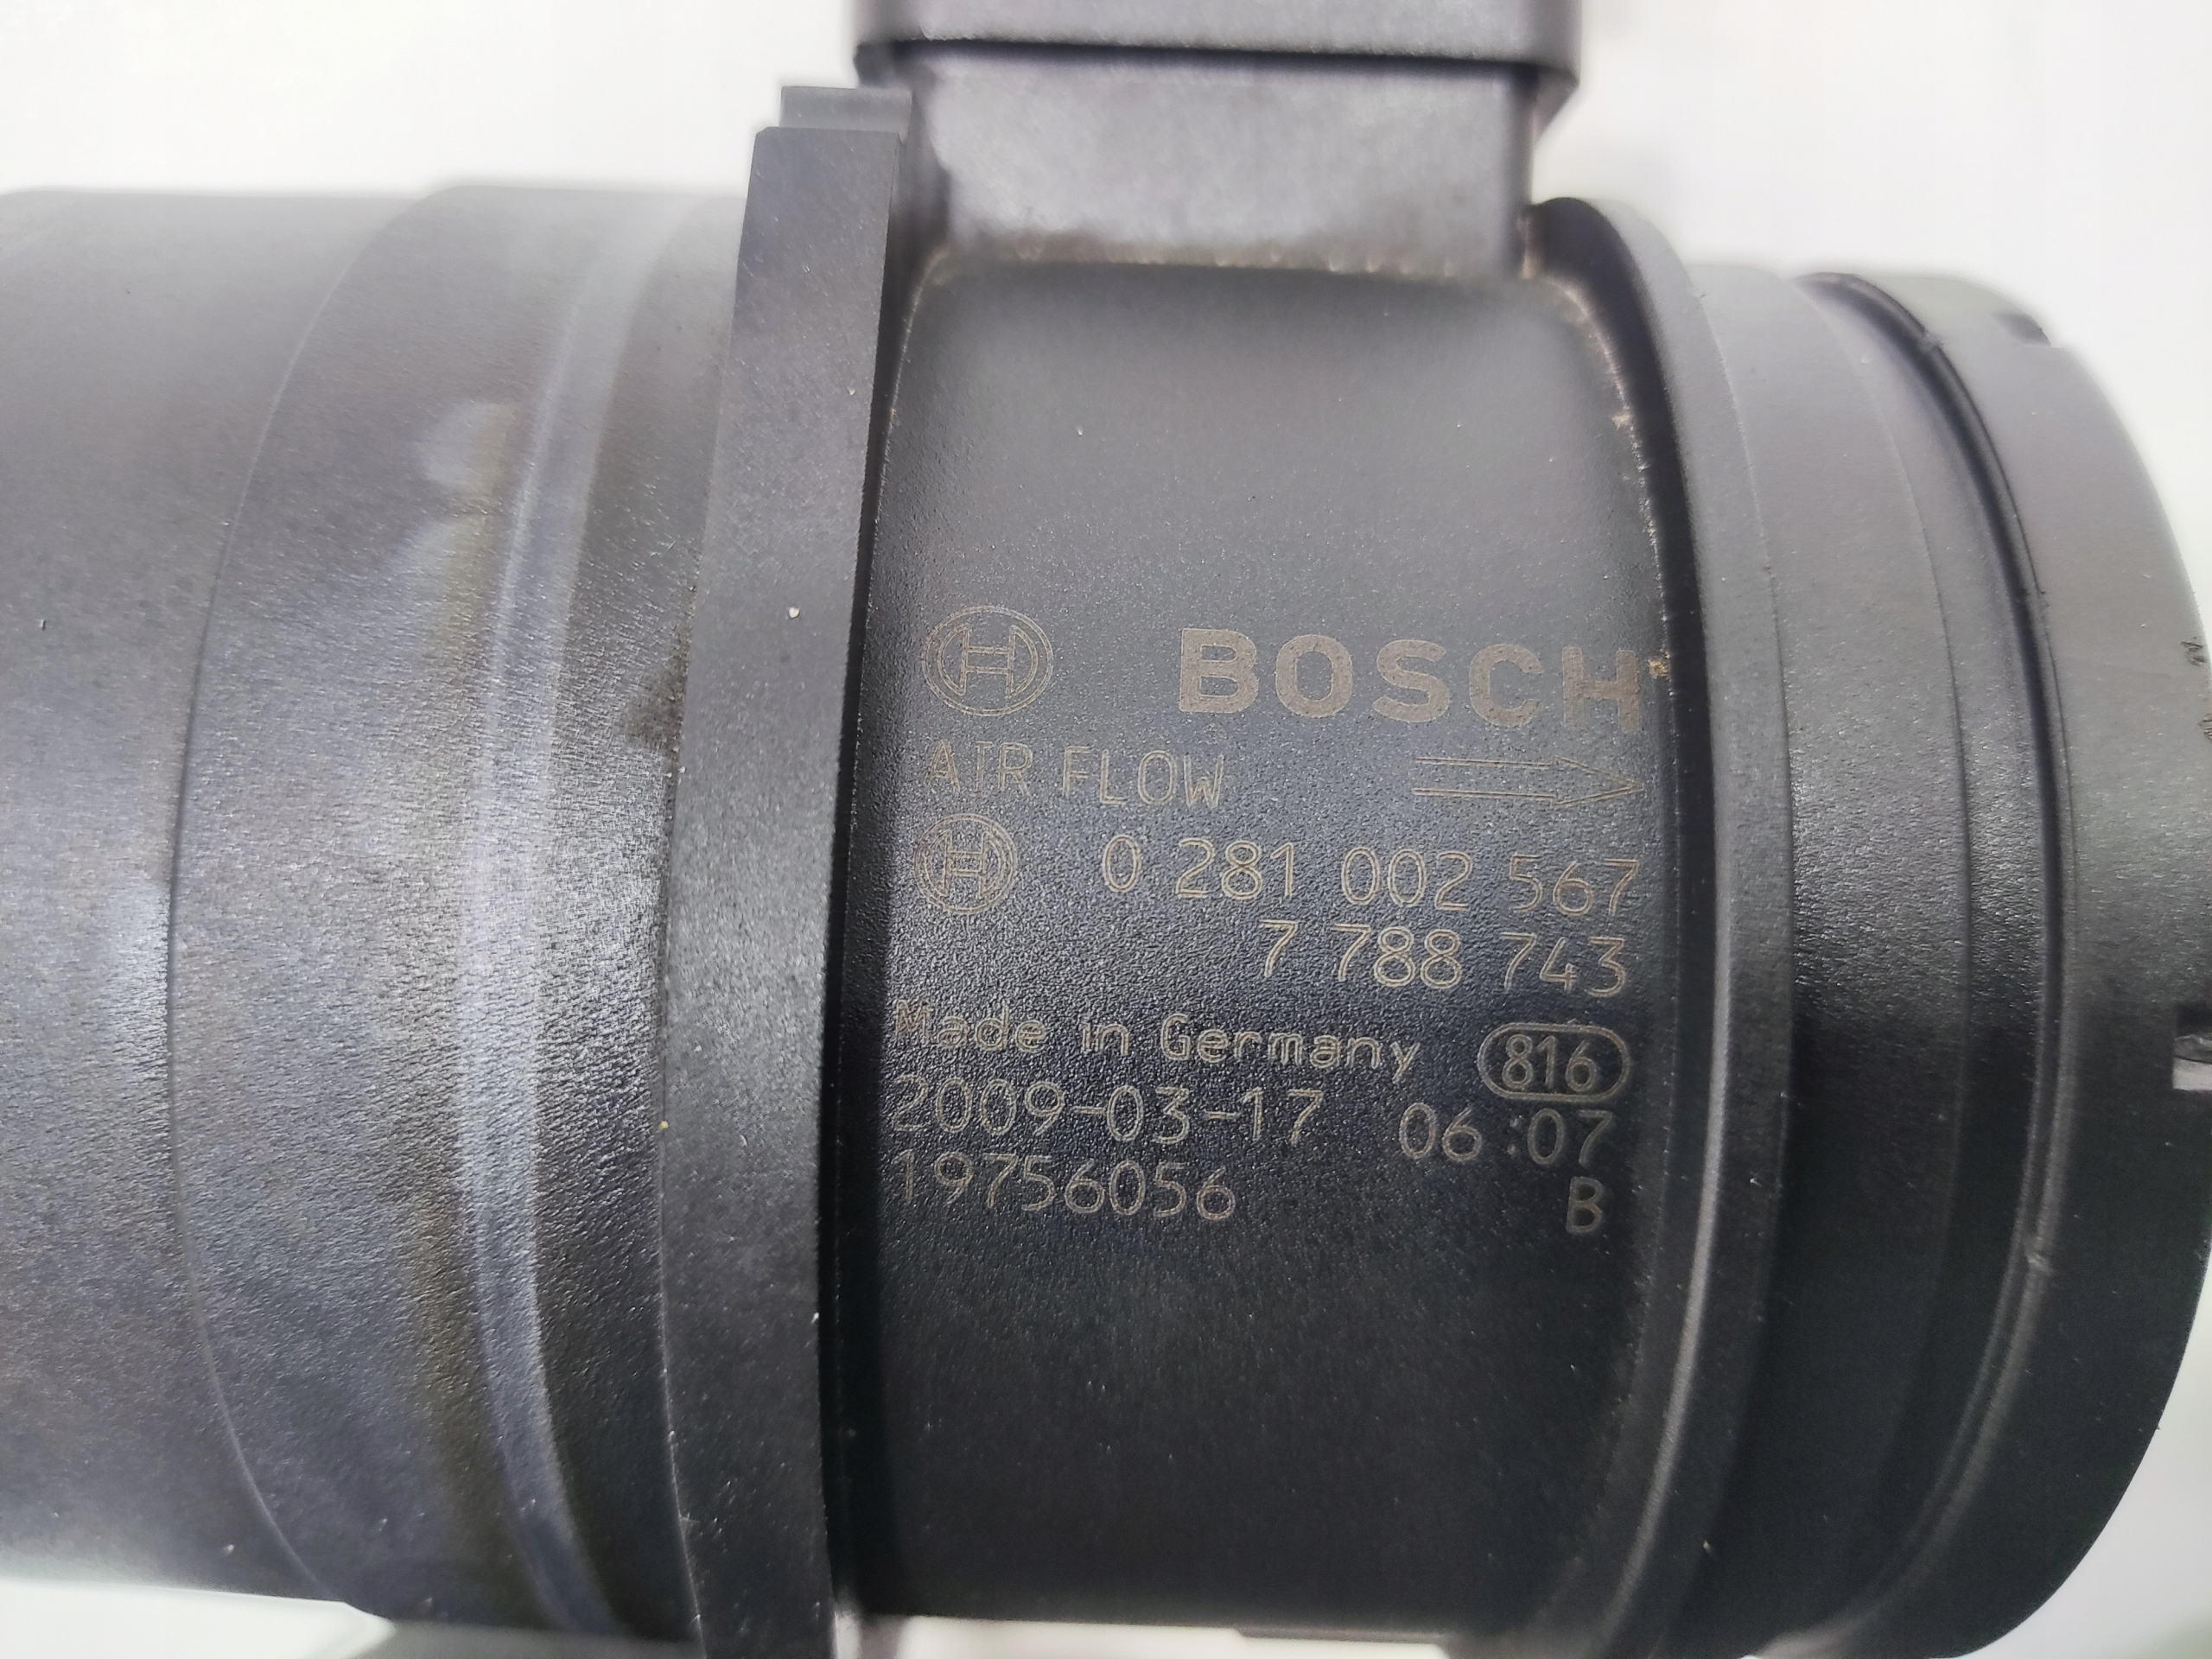 BOSCH
AIR FLOW
0 281 002 567
7 788 743
Made in Germany 816
2009-03-17 06:07
19756056 B